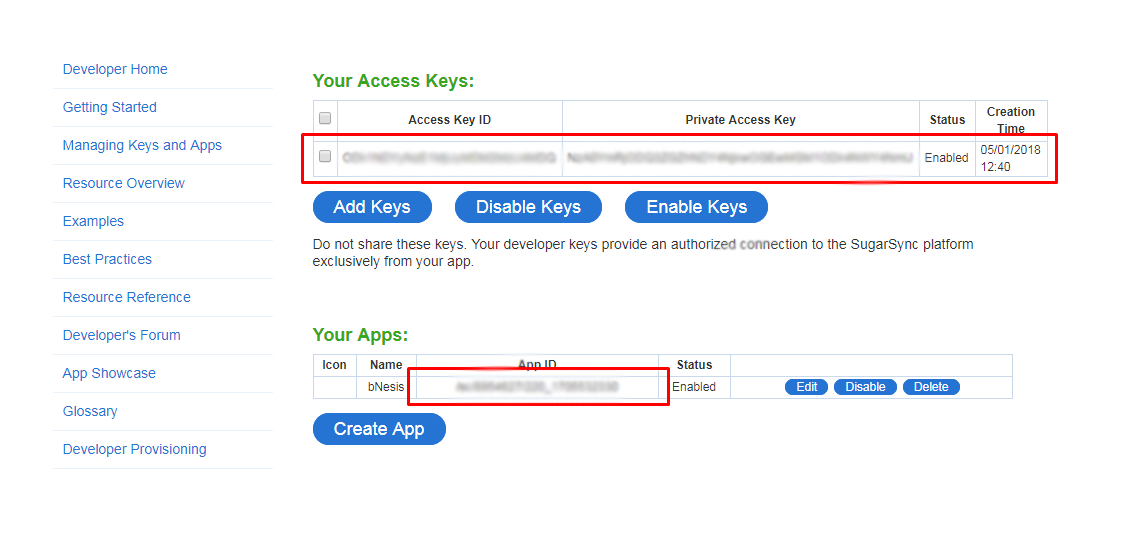 Developer Home
Getting Started
Managing Keys and Apps
Resource Overview
Examples
Best Practices
Resource Reference
Developer's Forum
App Showcase
Glossary
Developer Provisioning
Your Access Keys:
Access Key ID Private Access Key Status Creation Time
Enabled 05/01/2018 12:40
Add Keys Disable Keys Enable Keys
Do not share these keys. Your developer keys provide an authorized connection to the SugarSync platform
exclusively from your app.
Your Apps:
Icon Name App ID Status
bNesis Enabled Edit Disable Delete
Create App